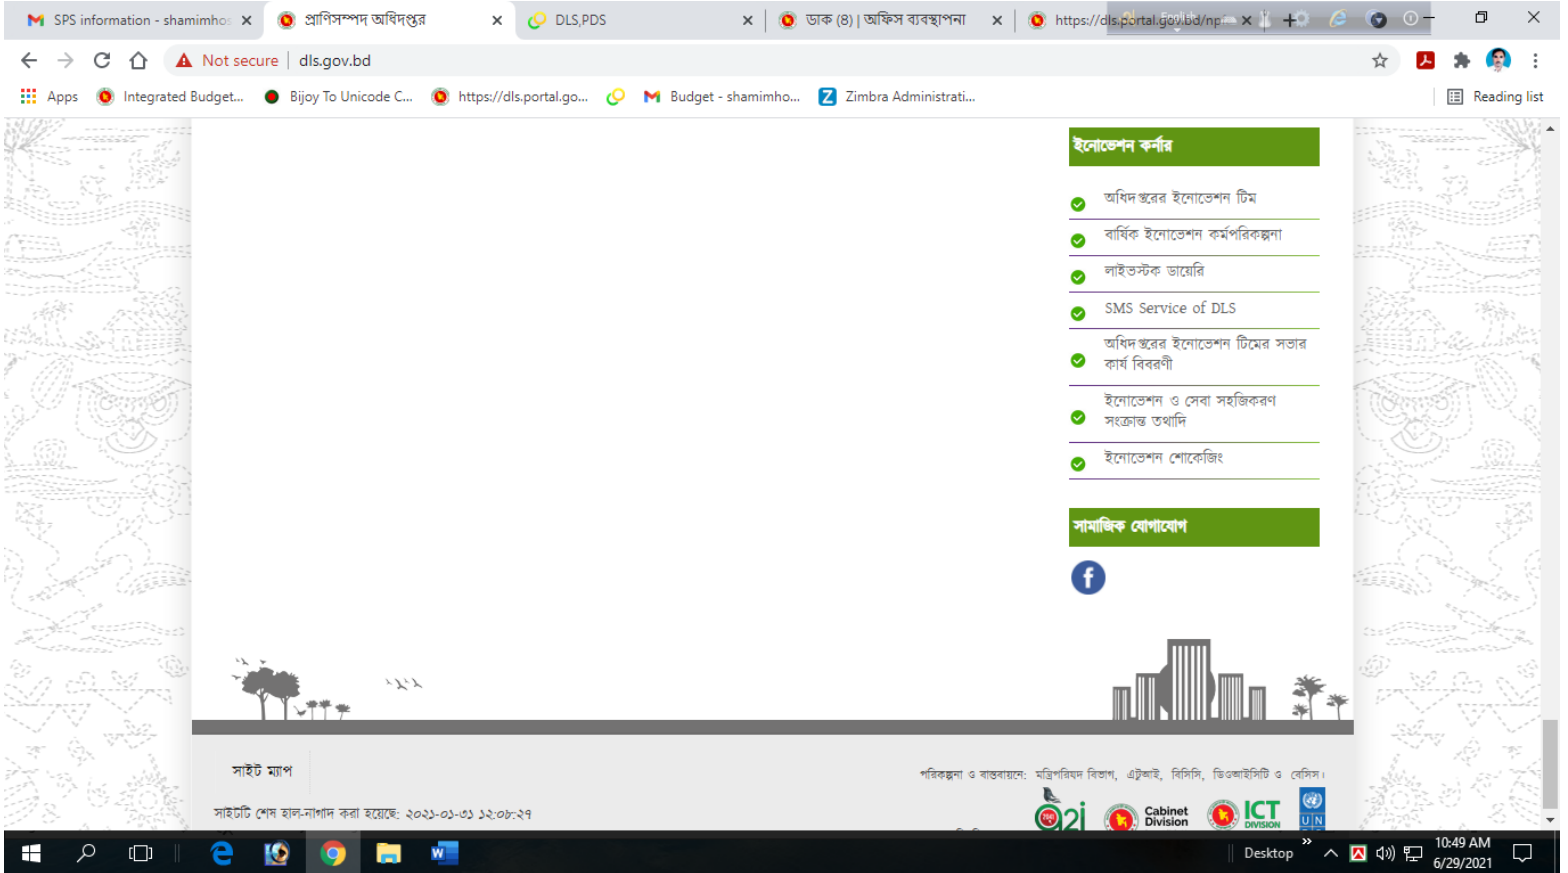 SPS information - shamimhos
প্রাণিসম্পদ অধিদপ্তর
DLS,PDS
ডাক (৪) | অফিস ব্যবস্থাপনা
https://dls.portal.gov.bd/npf
Not secure
dls.gov.bd
Apps
Integrated Budget...
Bijoy To Unicode C...
https://dls.portal.go...
Budget - shamimho...
Zimbra Administrati...
Reading list
ইনোভেশন কর্নার
অধিদপ্তরের ইনোভেশন টিম
বার্ষিক ইনোভেশন কর্মপরিকল্পনা
লাইভস্টক ডায়েরি
SMS Service of DLS
অধিদপ্তরের ইনোভেশন টিমের সভার
কার্য বিবরণী
ইনোভেশন ও সেবা সহজিকরণ
সংক্রান্ত তথাদি
ইনোভেশন শোকেজিং
সামাজিক যোগাযোগ
সাইট ম্যাপ
পরিকল্পনা ও বাস্তবায়নে: মন্ত্রিপরিষদ বিভাগ, এটুআই, বিসিসি, ডিওআইসিটি ও বেসিস।
সাইটটি শেষ হাল-নাগাদ করা হয়েছে: ২০২১-০১-৩১ ১২:০৮:২৭
a2i
Cabinet
Division
ICT
DIVISION
U N
Desktop
10:49 AM
6/29/2021